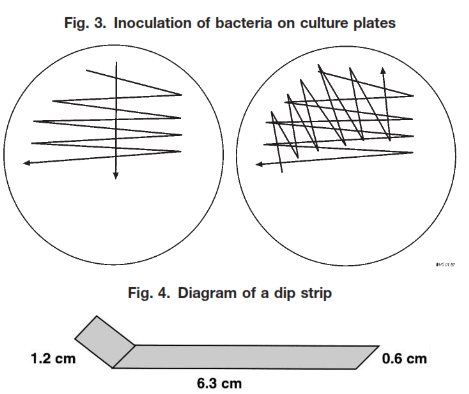 Fig. 3. Inoculation of bacteria on culture plates
Fig. 4. Diagram of a dip strip
1.2 cm
0.6 cm
6.3 cm